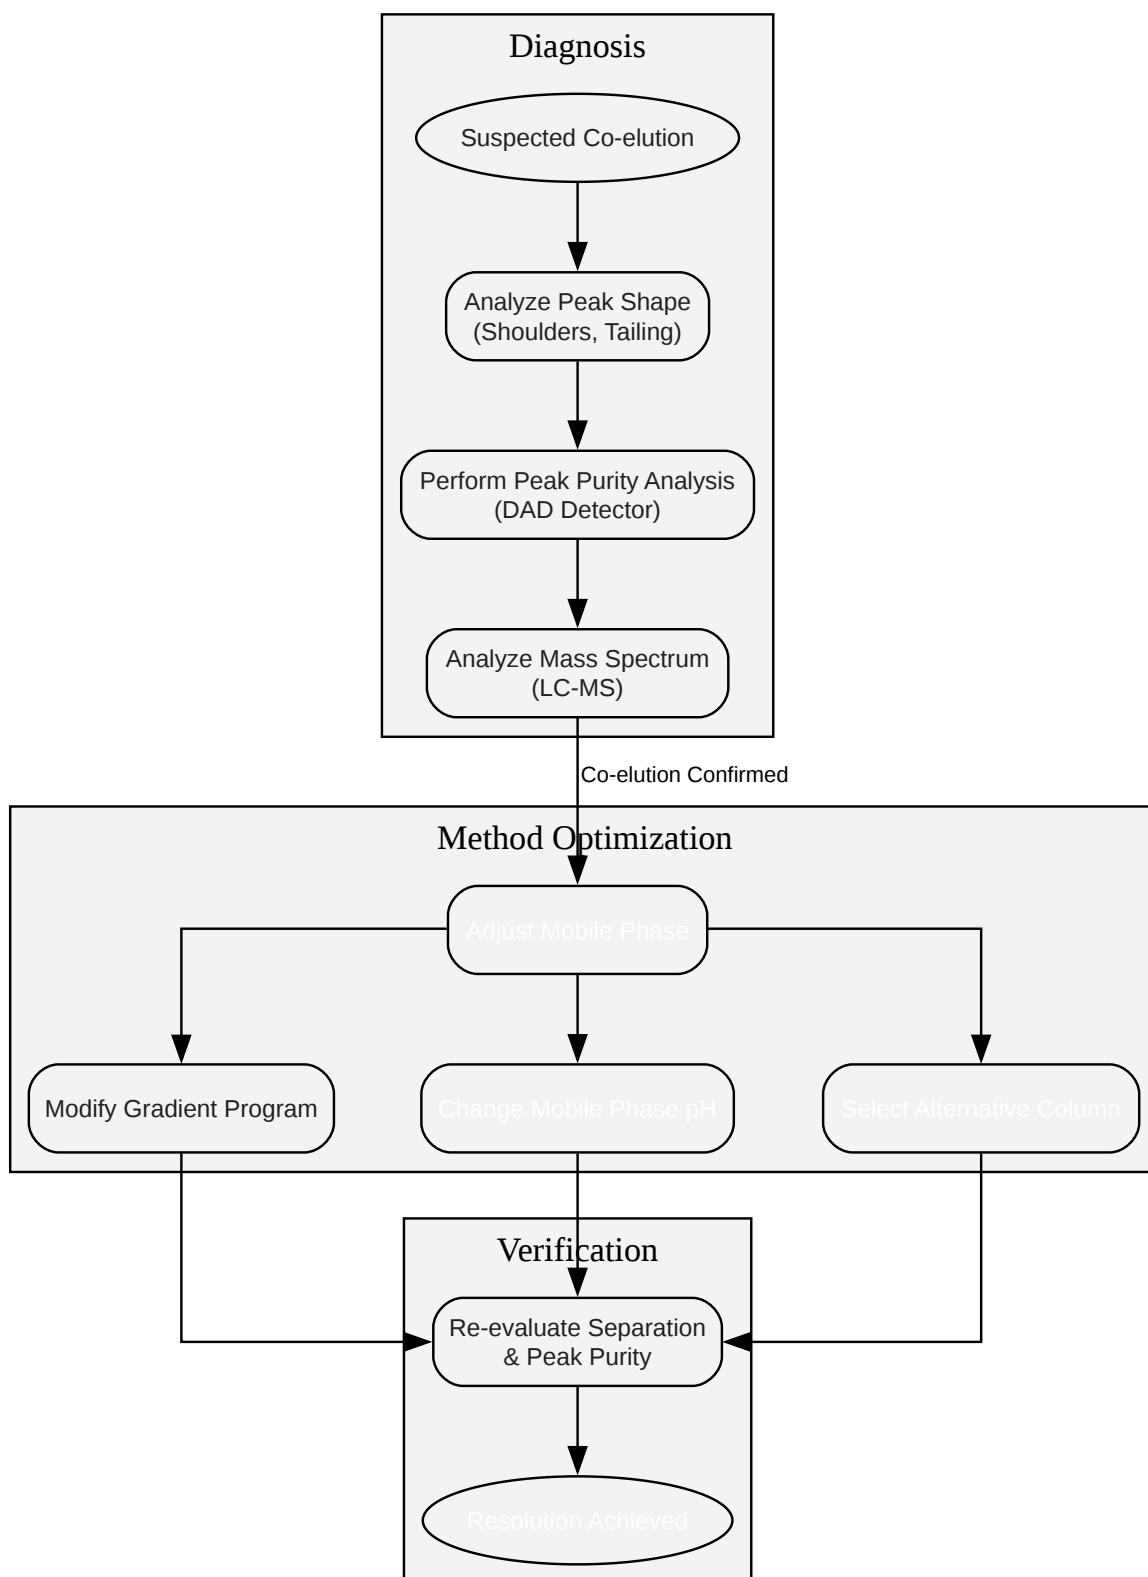 Diagnosis
Suspected Co-elution
Analyze Peak Shape
(Shoulders, Tailing)
Perform Peak Purity Analysis
(DAD Detector)
Analyze Mass Spectrum
(LC-MS)
Co-elution Confirmed
Method Optimization
Adjust Mobile Phase
Modify Gradient Program
Change Mobile Phase pH
Select Alternative Column
Verification
Re-evaluate Separation
& Peak Purity
Resolution Achieved